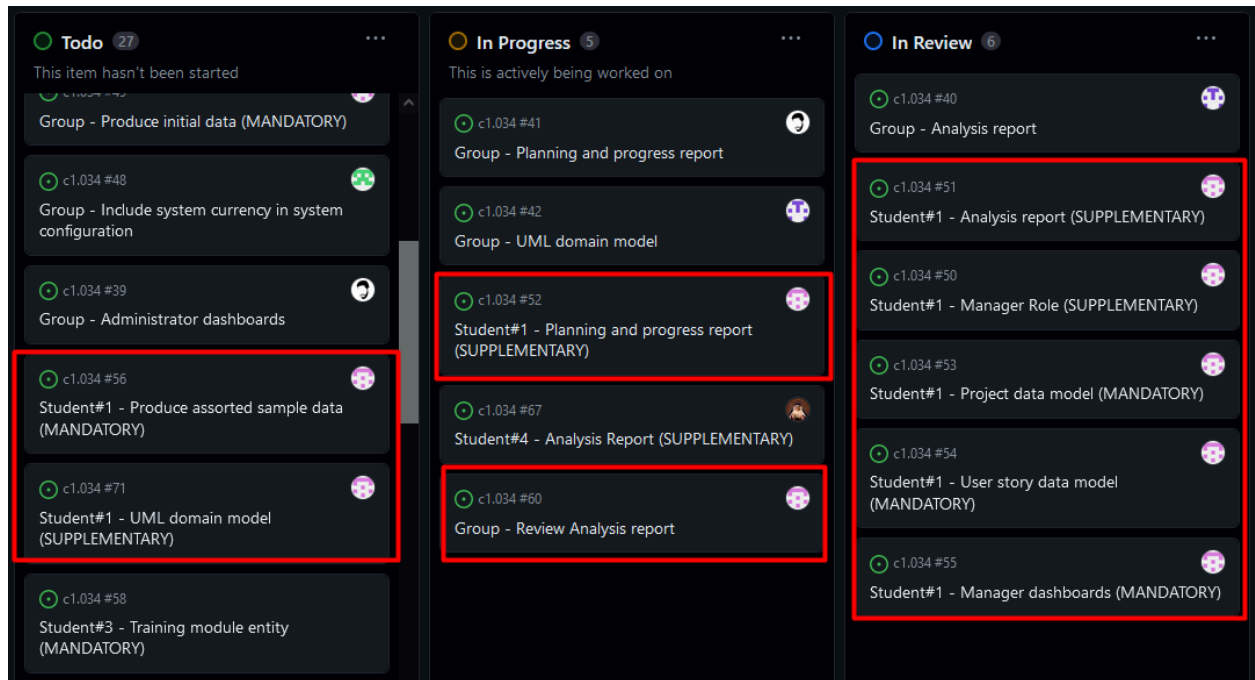 Todo 27
This item hasn't been started
Group - Produce initial data (MANDATORY)
c1.034 #48
Group - Include system currency in system
configuration
c1.034 #39
Group - Administrator dashboards
c1.034 #56
Student#1 - Produce assorted sample data
(MANDATORY)
c1.034 #71
Student#1 - UML domain model
(SUPPLEMENTARY)
c1.034 #58
Student#3 - Training module entity
(MANDATORY)
In Progress 5
This is actively being worked on
c1.034 #41
Group - Planning and progress report
c1.034 #42
Group - UML domain model
c1.034 #52
Student#1 - Planning and progress report
(SUPPLEMENTARY)
c1.034 #67
Student#4 - Analysis Report (SUPPLEMENTARY)
c1.034 #60
Group - Review Analysis report
In Review 6
c1.034 #40
Group - Analysis report
c1.034 #51
Student#1 - Analysis report (SUPPLEMENTARY)
c1.034 #50
Student#1 - Manager Role (SUPPLEMENTARY)
c1.034 #53
Student#1 - Project data model (MANDATORY)
c1.034 #54
Student#1 - User story data model
(MANDATORY)
c1.034 #55
Student#1 - Manager dashboards (MANDATORY)